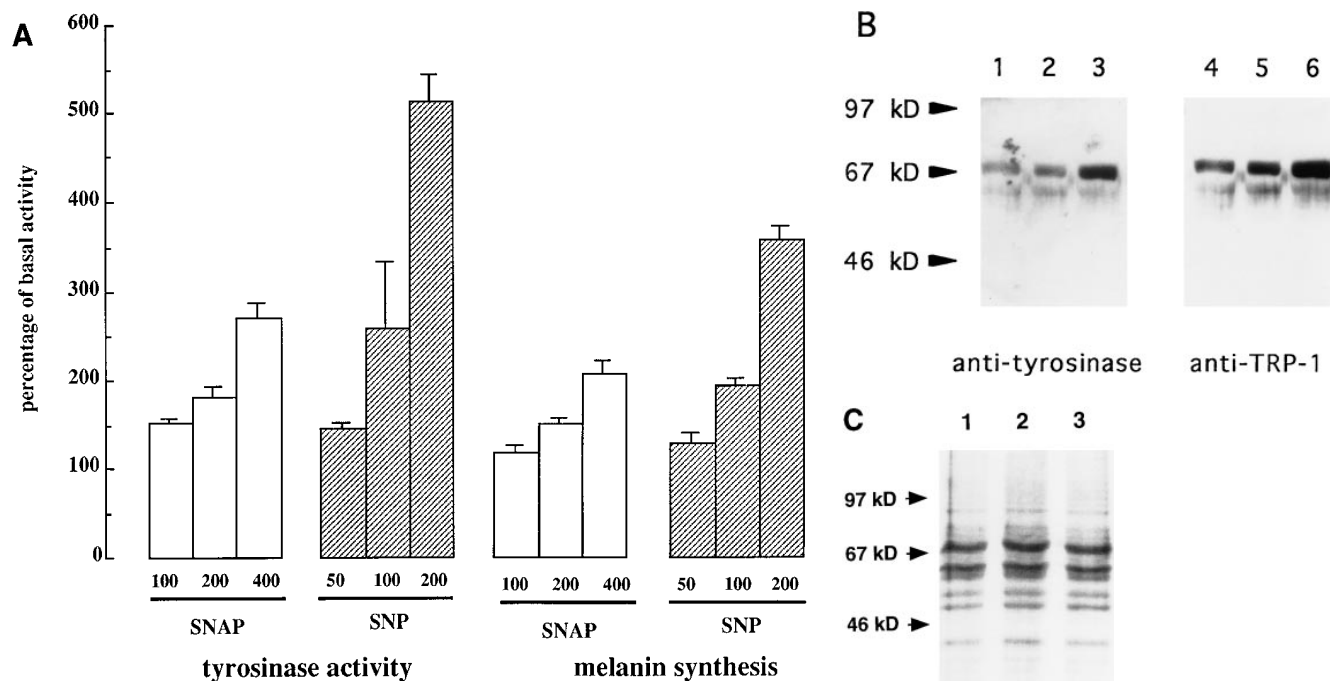 A
600
500
400
300
200
100
0
percentage of basal activity
100 200 400 50 100 200 100 200 400 50 100 200
SNAP SNP SNAP SNP
tyrosinase activity melanin synthesis
B
1 2 3 4 5 6
97 kD
67 kD
46 kD
anti-tyrosinase anti-TRP-1
C
1 2 3
97 kD
67 kD
46 kD